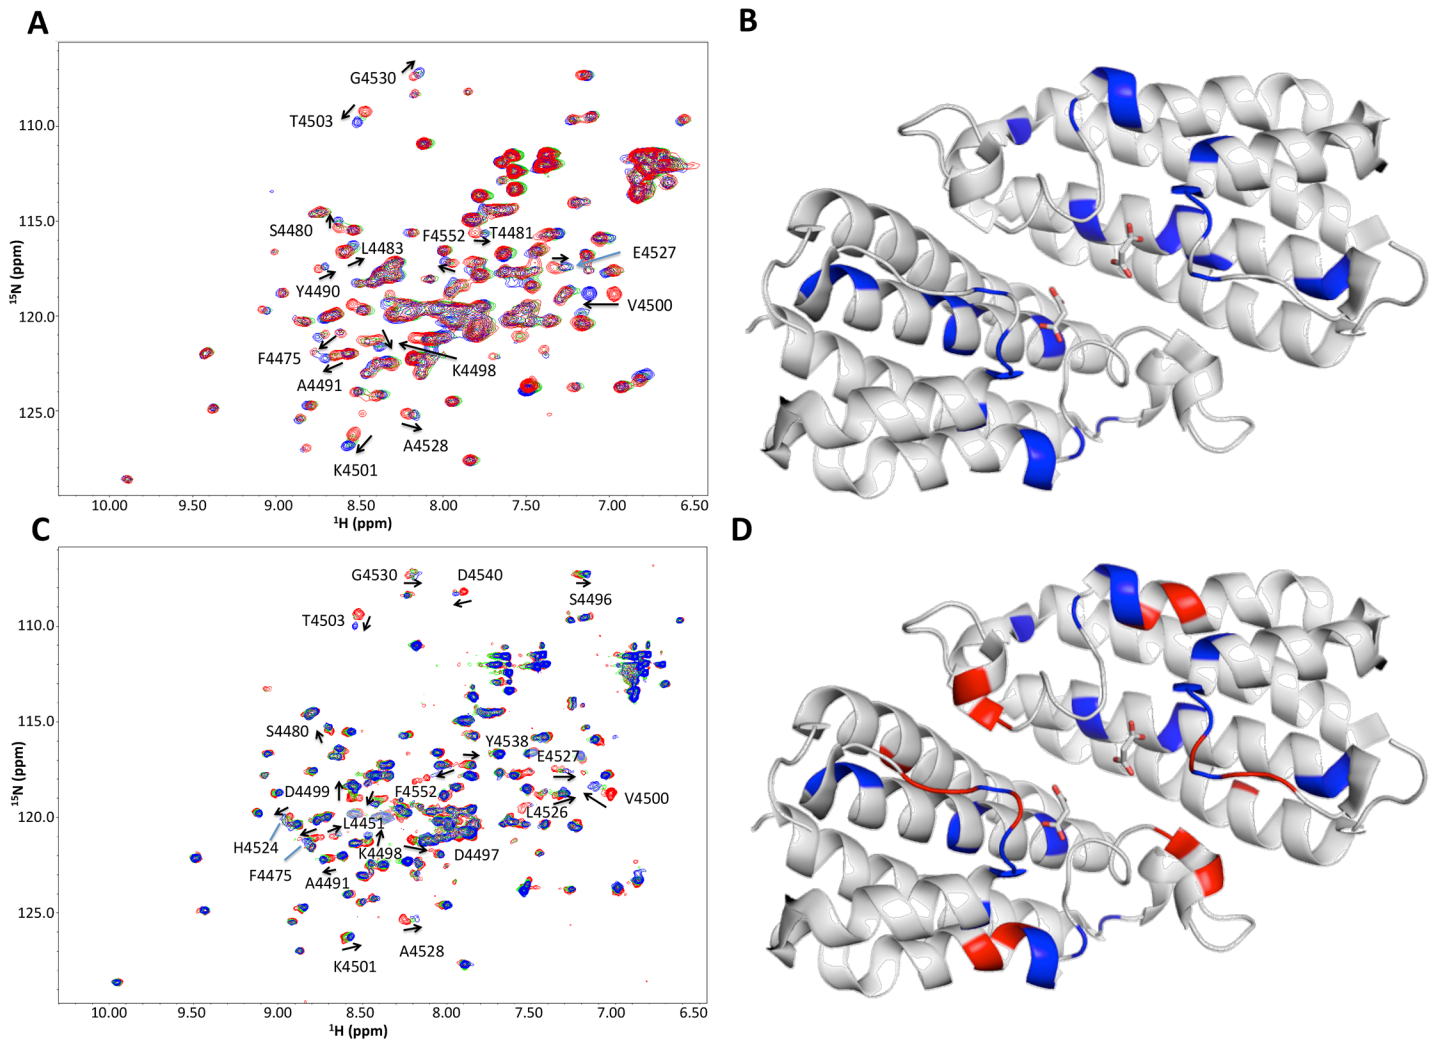 A
B
G4530
T4503
110.0
115.0
S4480
L4483
F4552
T4481
E4527
Y4490
V4500
120.0
F4475
A4491
K4498
125.0
K4501
A4528
¹⁵N (ppm)
10.00 9.00 8.50 8.00 7.50 7.00 6.50
¹H (ppm)
C
D
G4530
D4540
S4496
T4503
110.0
115.0
S4480
Y4538
E4527
D4499
F4552
V4500
L4526
120.0
L4451
H4524
K4498
D4497
F4475
A4491
125.0
K4501
A4528
¹⁵N (ppm)
10.00 9.50 9.00 8.50 8.00 7.50 7.00 6.50
¹H (ppm)